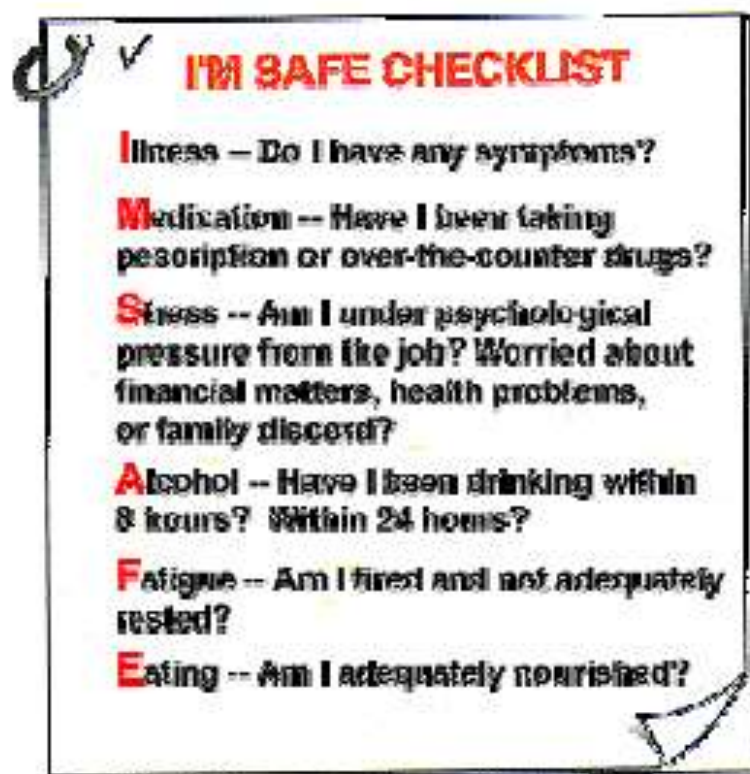 I'M SAFE CHECKLIST
Illness -- Do I have any symptoms?
Medication -- Have I been taking
pescription or over-the-counter drugs?
Stress -- Am I under psychological
pressure from the job? Worried about
financial matters, health problems,
or family discord?
Alcohol -- Have I been drinking within
8 hours? Within 24 hours?
Fatigue -- Am I tired and not adequately
rested?
Eating -- Am I adequately nourished?